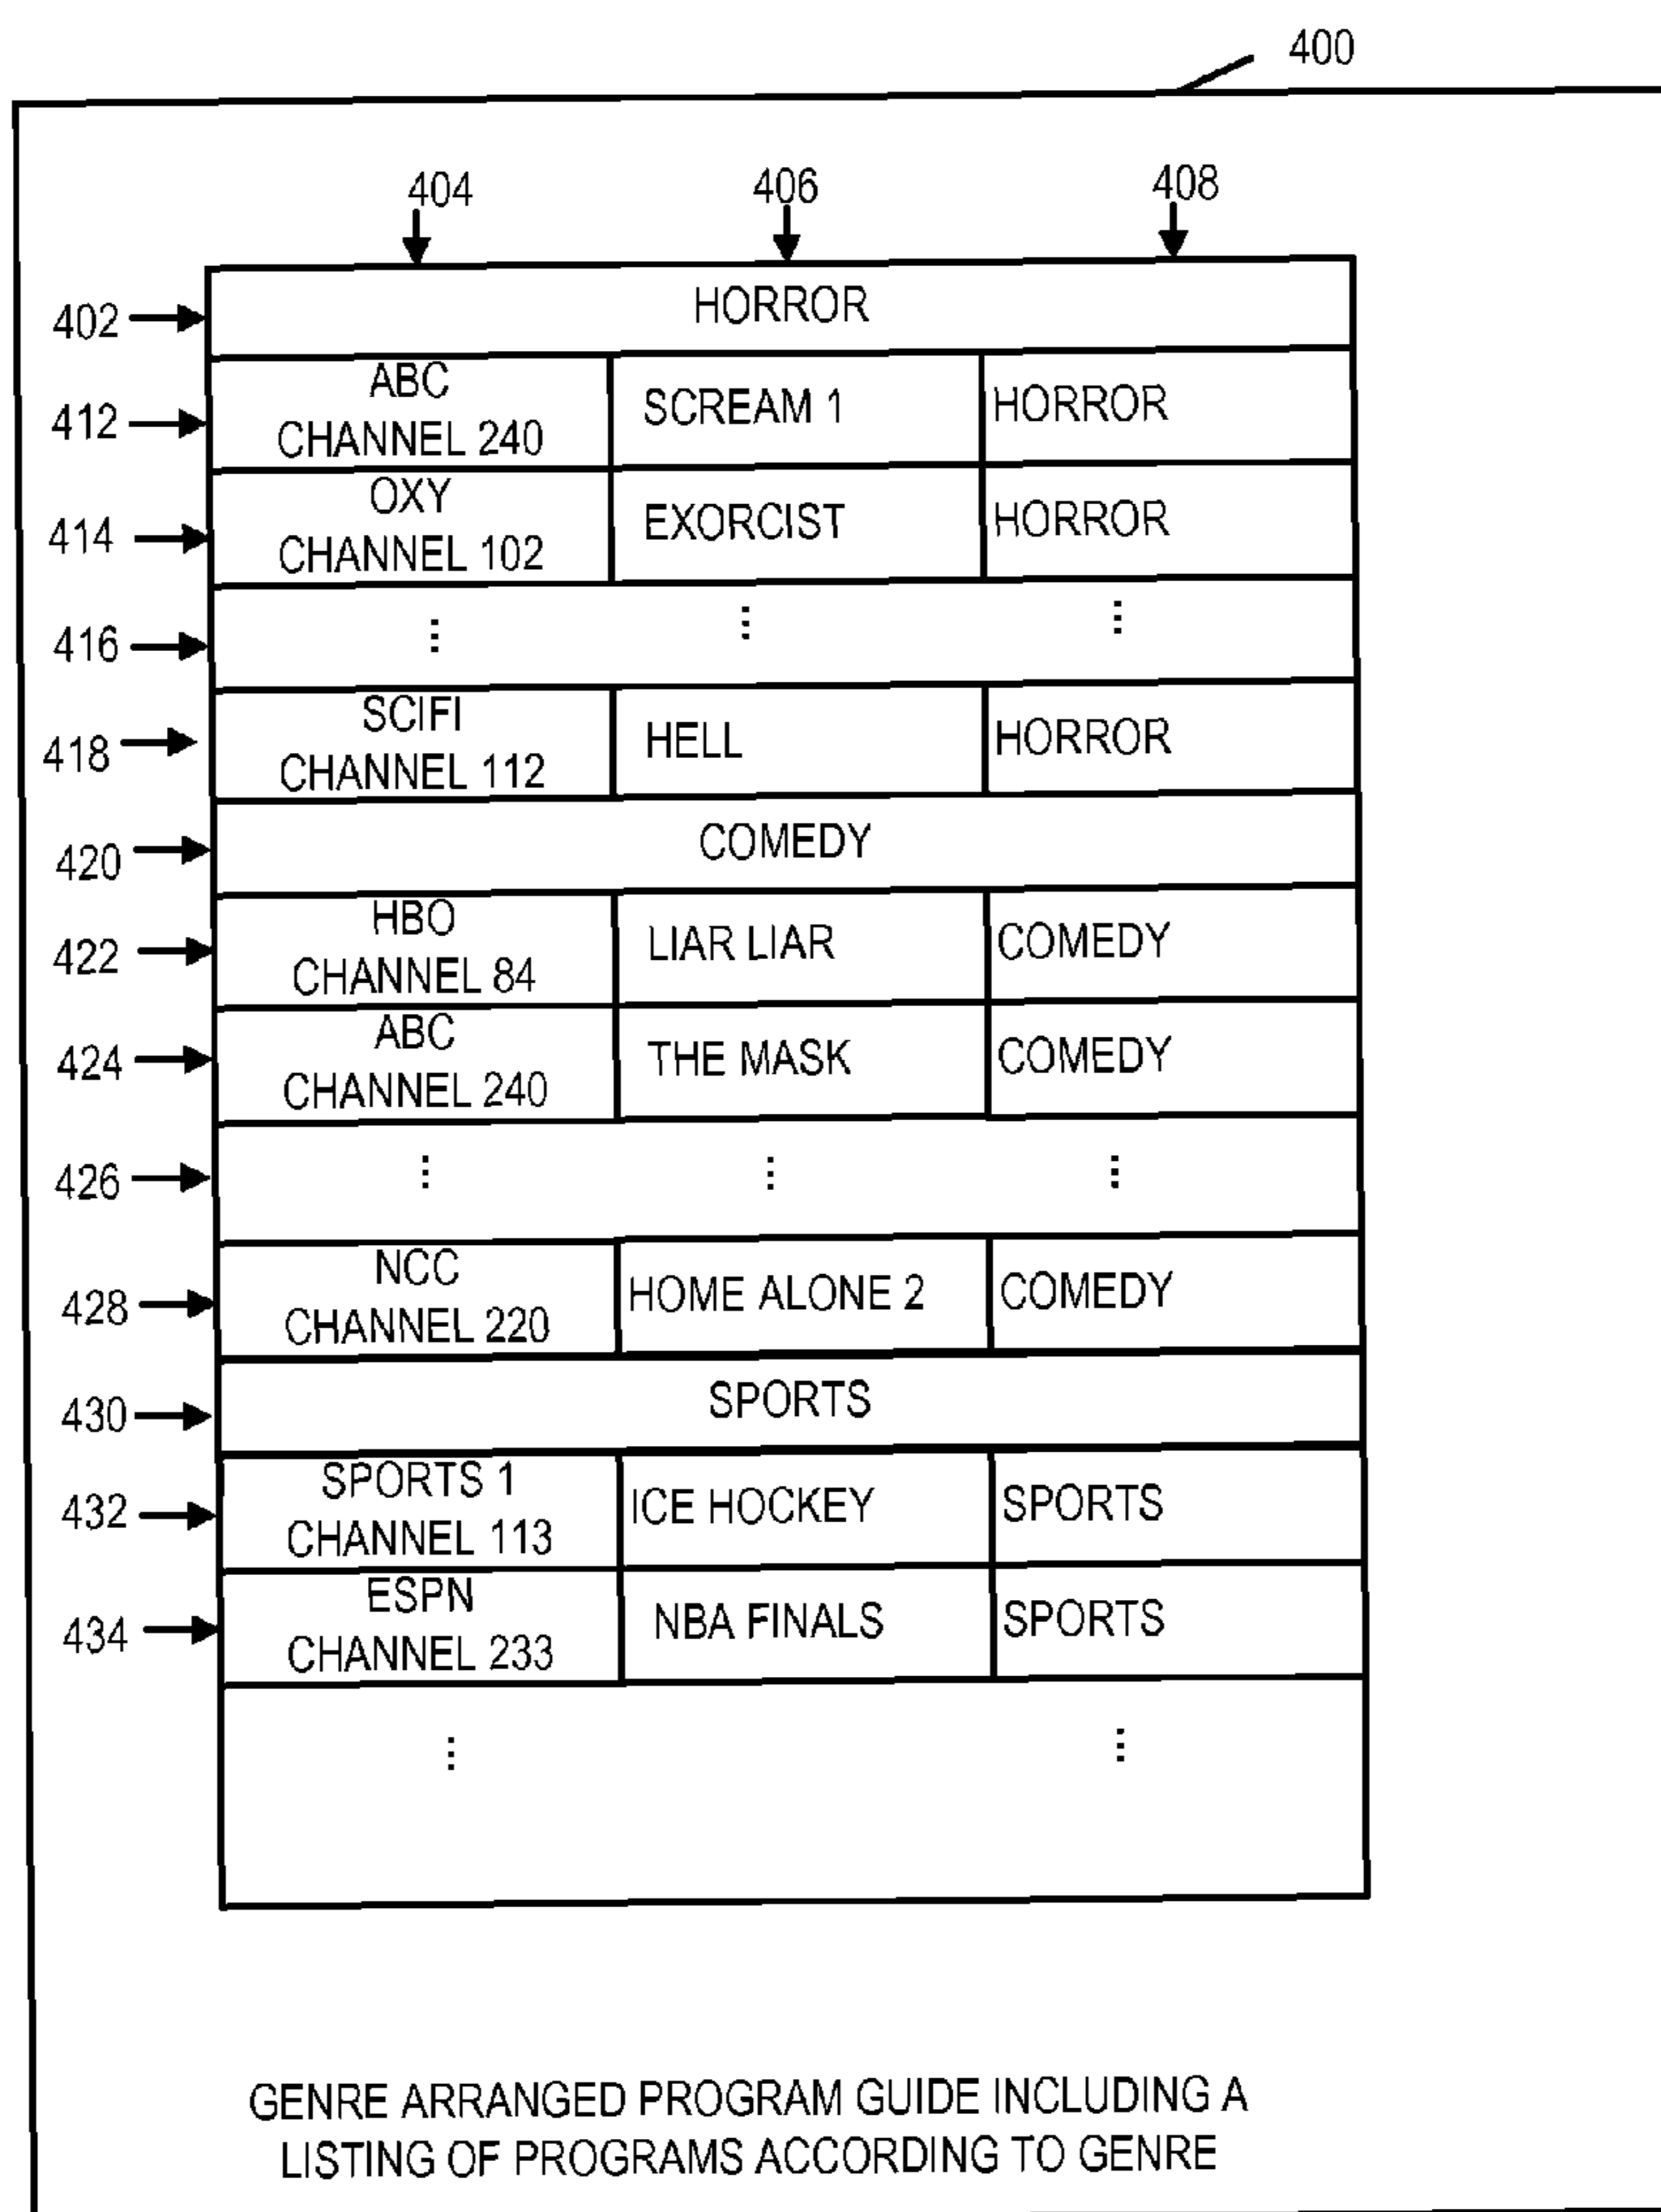 400
404 406 408
402 HORROR
ABC
412 CHANNEL 240 SCREAM 1 HORROR
OXY
414 CHANNEL 102 EXORCIST HORROR
416 ... ... ...
SCIFI
418 CHANNEL 112 HELL HORROR
420 COMEDY
HBO
422 CHANNEL 84 LIAR LIAR COMEDY
ABC
424 CHANNEL 240 THE MASK COMEDY
426 ... ... ...
NCC
428 CHANNEL 220 HOME ALONE 2 COMEDY
430 SPORTS
SPORTS 1
432 CHANNEL 113 ICE HOCKEY SPORTS
ESPN
434 CHANNEL 233 NBA FINALS SPORTS
... ...
GENRE ARRANGED PROGRAM GUIDE INCLUDING A
LISTING OF PROGRAMS ACCORDING TO GENRE